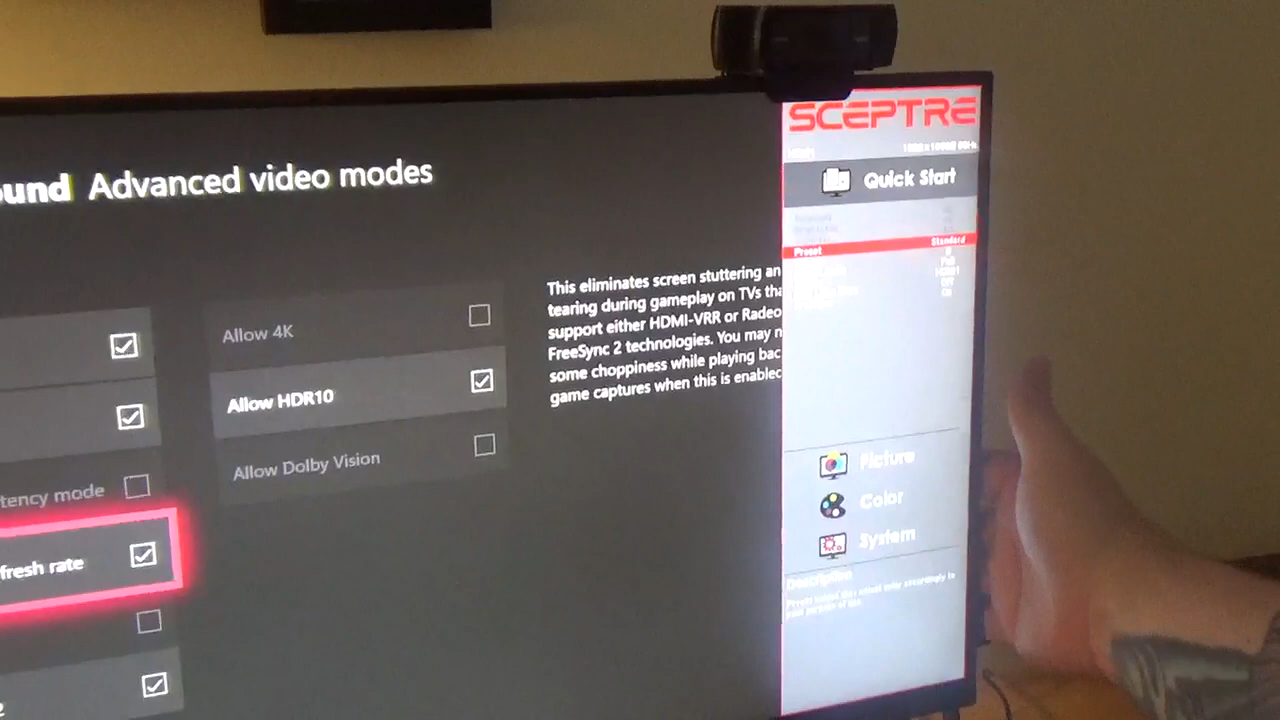 SCEPTRE
ound Advanced video modes
Quick Start
Preset Standard
This eliminates screen stuttering an
tearing during gameplay on TVs tha
support either HDMI-VRR or Radeo
FreeSync 2 technologies. You may n
some choppiness while playing bac
game captures when this is enabled
Allow 4K
Allow HDR10
Allow Dolby Vision
tency mode
fresh rate
2
Picture
Color
System
Description